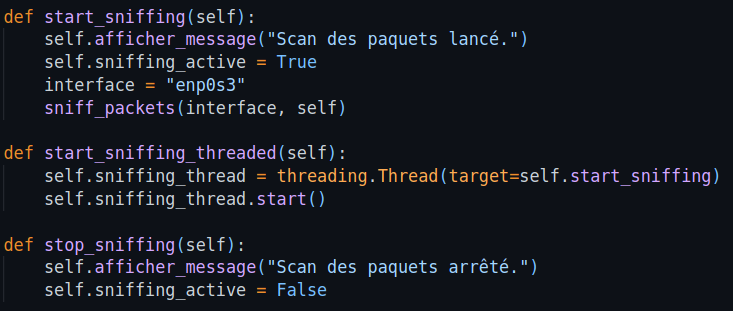 def start_sniffing(self):
    self.afficher_message("Scan des paquets lancé.")
    self.sniffing_active = True
    interface = "enp0s3"
    sniff_packets(interface, self)

def start_sniffing_threaded(self):
    self.sniffing_thread = threading.Thread(target=self.start_sniffing)
    self.sniffing_thread.start()

def stop_sniffing(self):
    self.afficher_message("Scan des paquets arrêté.")
    self.sniffing_active = False